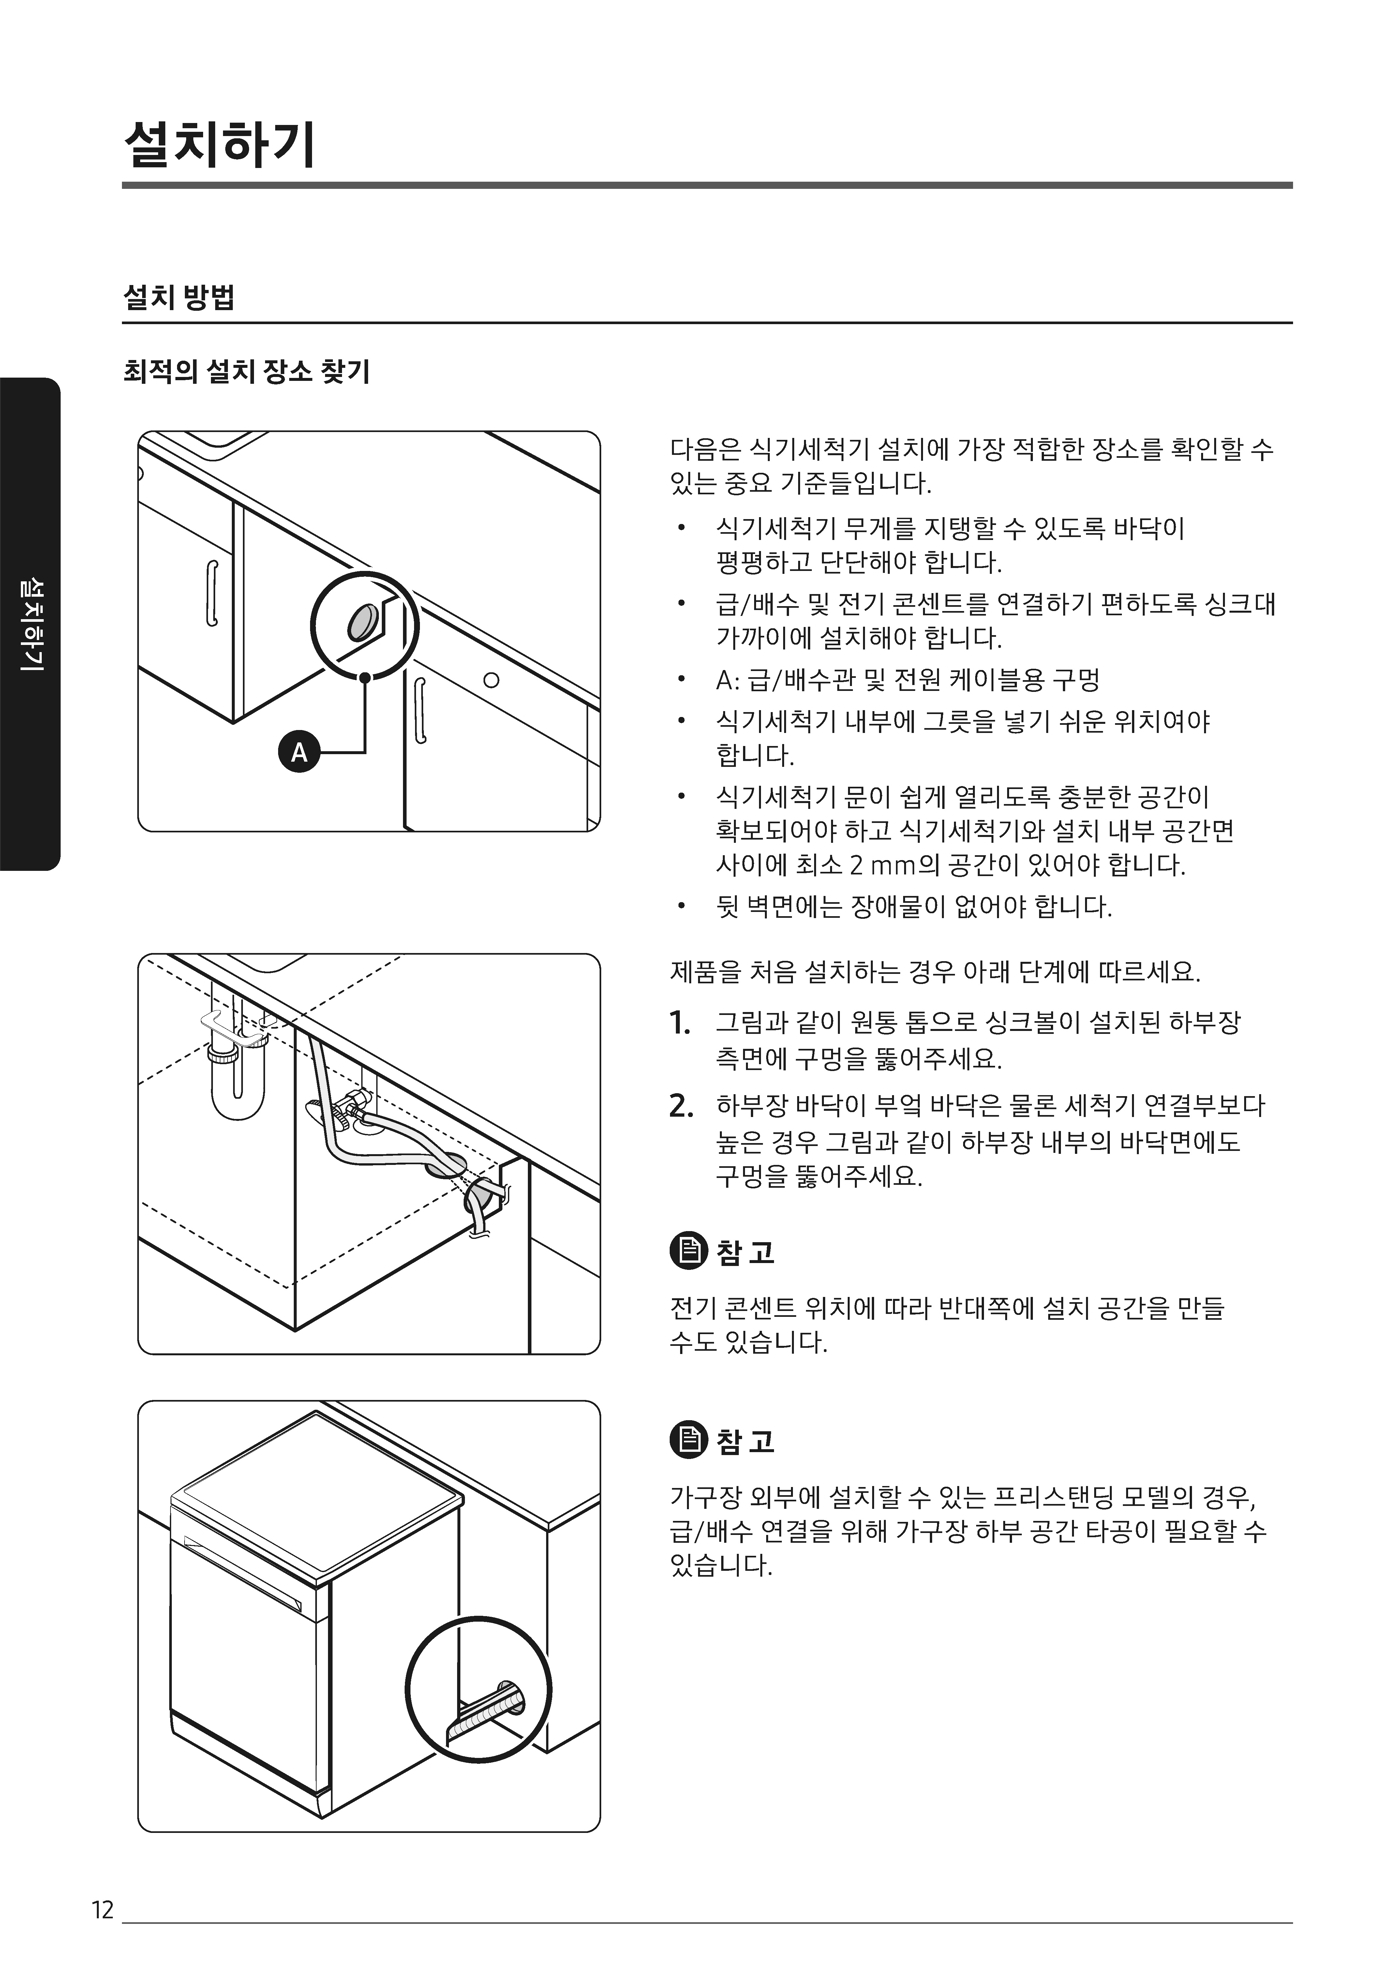 설치하기
설치 방법
최적의 설치 장소 찾기
설치하기
A
다음은 식기세척기 설치에 가장 적합한 장소를 확인할 수
있는 중요 기준들입니다.
• 식기세척기 무게를 지탱할 수 있도록 바닥이
평평하고 단단해야 합니다.
• 급/배수 및 전기 콘센트를 연결하기 편하도록 싱크대
가까이에 설치해야 합니다.
• A: 급/배수관 및 전원 케이블용 구멍
• 식기세척기 내부에 그릇을 넣기 쉬운 위치여야
합니다.
• 식기세척기 문이 쉽게 열리도록 충분한 공간이
확보되어야 하고 식기세척기와 설치 내부 공간면
사이에 최소 2 mm의 공간이 있어야 합니다.
• 뒷 벽면에는 장애물이 없어야 합니다.
제품을 처음 설치하는 경우 아래 단계에 따르세요.
1. 그림과 같이 원통 톱으로 싱크볼이 설치된 하부장
측면에 구멍을 뚫어주세요.
2. 하부장 바닥이 부엌 바닥은 물론 세척기 연결부보다
높은 경우 그림과 같이 하부장 내부의 바닥면에도
구멍을 뚫어주세요.
참고
전기 콘센트 위치에 따라 반대쪽에 설치 공간을 만들
수도 있습니다.
참고
가구장 외부에 설치할 수 있는 프리스탠딩 모델의 경우,
급/배수 연결을 위해 가구장 하부 공간 타공이 필요할 수
있습니다.
12